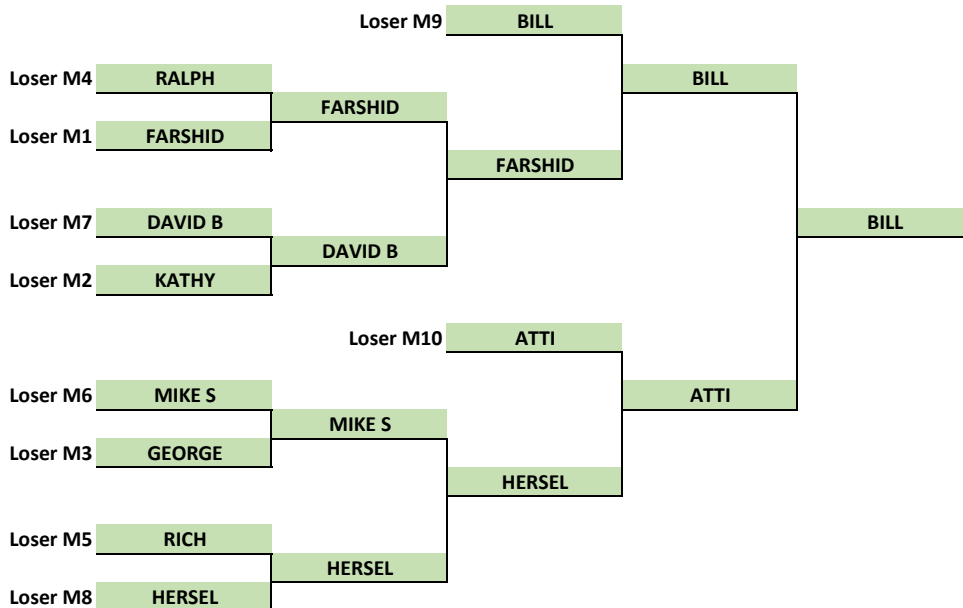 Loser M9 BILL
Loser M4 RALPH BILL
FARSHID
Loser M1 FARSHID
FARSHID
Loser M7 DAVID B BILL
DAVID B
Loser M2 KATHY
Loser M10 ATTI
Loser M6 MIKE S ATTI
MIKE S
Loser M3 GEORGE
HERSEL
Loser M5 RICH
HERSEL
Loser M8 HERSEL